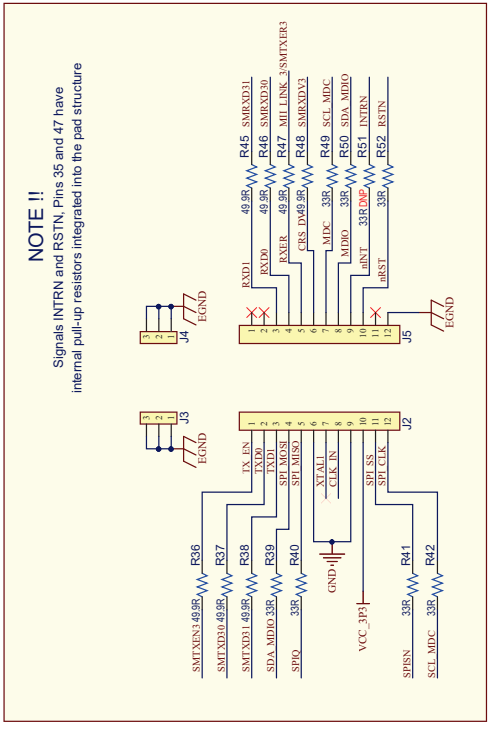 NOTE !!
Signals INTRN and RSTN, Pins 35 and 47 have
internal pull-up resistors integrated into the pad structure
J3
3
2
1
EGND
J4
3
2
1
EGND
SMTXEN3 49.9R R36 TX_EN 1
SMTXD30 49.9R R37 TXD0 2
SMTXD31 49.9R R38 TXD1 3
SDA_MDIO 33R R39 SPI_MOSI 4
SPIQ 33R R40 SPI_MISO 5
6
XTAL1 7
CLK_IN 8
GND 9
VCC_3P3 10
SPISN 33R R41 SPI_SS 11
SCL_MDC 33R R42 SPI_CLK 12
J2
1
2
RXD1 3 49.9R R45 SMRXD31
RXD0 4 49.9R R46 SMRXD30
RXER 5 49.9R R47 MII_LINK_3/SMTXER3
CRS_DV 6 49.9R R48 SMRXDV3
MDC 7 33R R49 SCL_MDC
MDIO 8 33R R50 SDA_MDIO
nINT 9 33R DNP R51 INTRN
nRST 10 33R R52 RSTN
11
12
J5
EGND